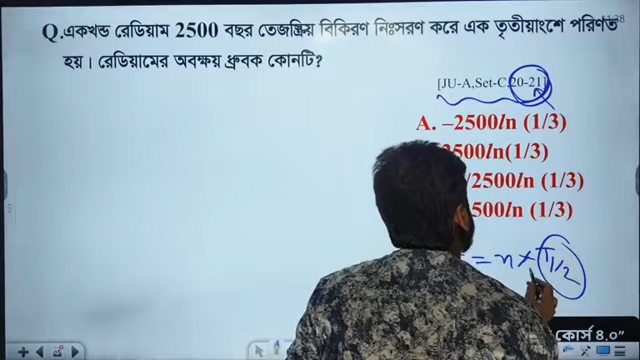 Q.একখন্ড রেডিয়াম 2500 বছর তেজস্ক্রিয় বিকিরণ নিঃসরণ করে এক তৃতীয়াংশে পরিণত
হয়। রেডিয়ামের অবক্ষয় ধ্রুবক কোনটি?
[JU-A,Set-C,20-21]
A. –2500ln (1/3)
2500ln(1/3)
/2500ln (1/3)
500ln (1/3)
= n × T1/2
কোর্স 8.0"